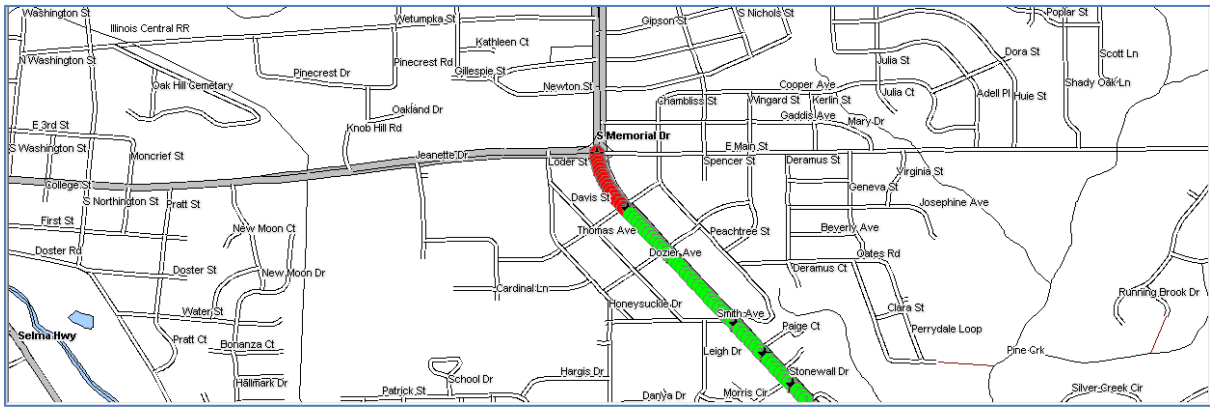 Washington St
Wetumpka St
S Nichols St
Poplar St
Gipson St
Illinois Central RR
Kathleen Ct
Dora St
Scott Ln
N Washington St
Pinecrest Rd
Julia St
Pinecrest Dr
Gillespie St
Shady Oak Ln
Oak Hill Cemetery
Newton St
Cooper Ave
Julia Ct
Adell Pl
Huie St
Chambliss St
Wingard St
Kerlin St
Oakland Dr
Gaddis Ave
Mary Dr
E 3rd St
Knob Hill Rd
S Memorial Dr
S Washington St
Moncrief St
Jeanette Dr
Loder St
E Main St
Spencer St
Deramus St
Virginia St
College St
Geneva St
S Northington St
Pratt St
Davis St
Josephine Ave
First St
New Moon Ct
Thomas Ave
Peachtree St
Beverly Ave
Doster Rd
Dozier Ave
Oates Rd
Doster St
New Moon Dr
Deramus Ct
Cardinal Ln
Running Brook Dr
Honeysuckle Dr
Clara St
Water St
Smith Ave
Selma Hwy
Paige Ct
Perrydale Loop
Pratt Ct
Bonanza Ct
Leigh Dr
Pine Crk
Hallmark Dr
School Dr
Hargis Dr
Stonewall Dr
Patrick St
Danya Dr
Morris Cir
Silver Creek Cir